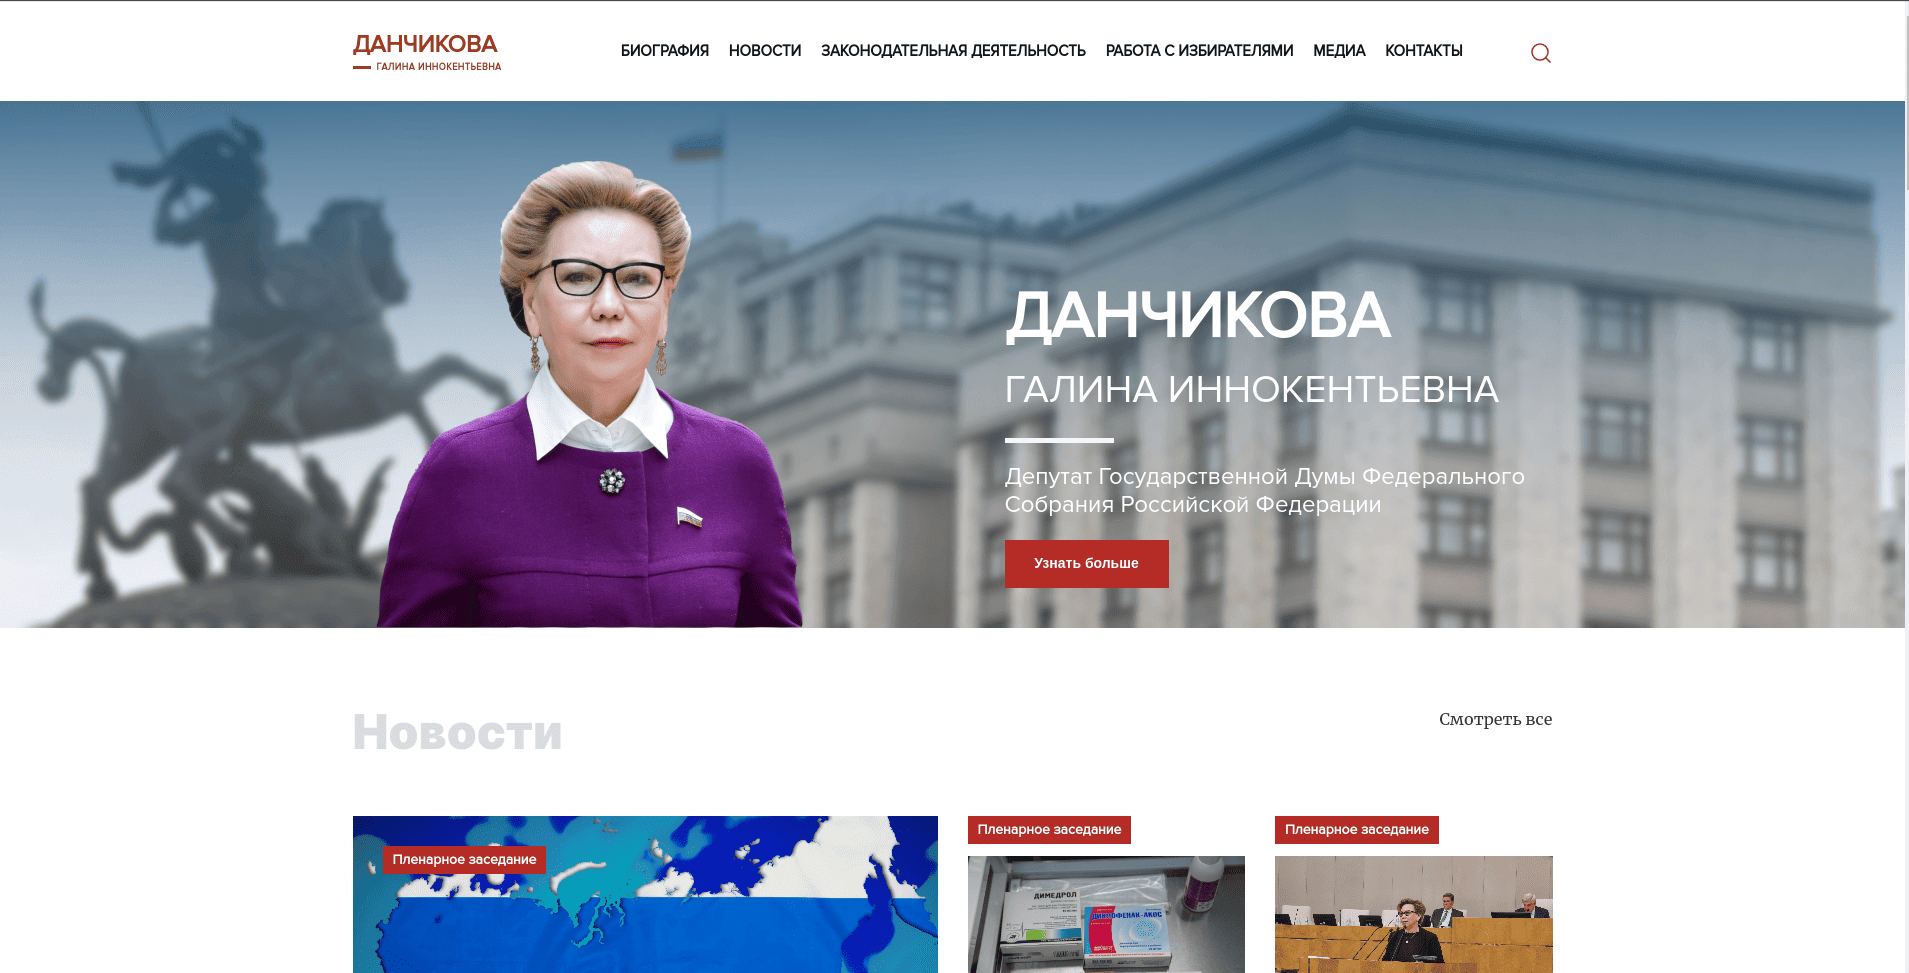 ДАНЧИКОВА
ГАЛИНА ИННОКЕНТЬЕВНА
БИОГРАФИЯ НОВОСТИ ЗАКОНОДАТЕЛЬНАЯ ДЕЯТЕЛЬНОСТЬ РАБОТА С ИЗБИРАТЕЛЯМИ МЕДИА КОНТАКТЫ
ДАНЧИКОВА
ГАЛИНА ИННОКЕНТЬЕВНА
Депутат Государственной Думы Федерального
Собрания Российской Федерации
Узнать больше
Новости
Смотреть все
Пленарное заседание
Пленарное заседание
Пленарное заседание
ДИМЕДРОЛ
ДИКЛОФЕНАК-АКОС